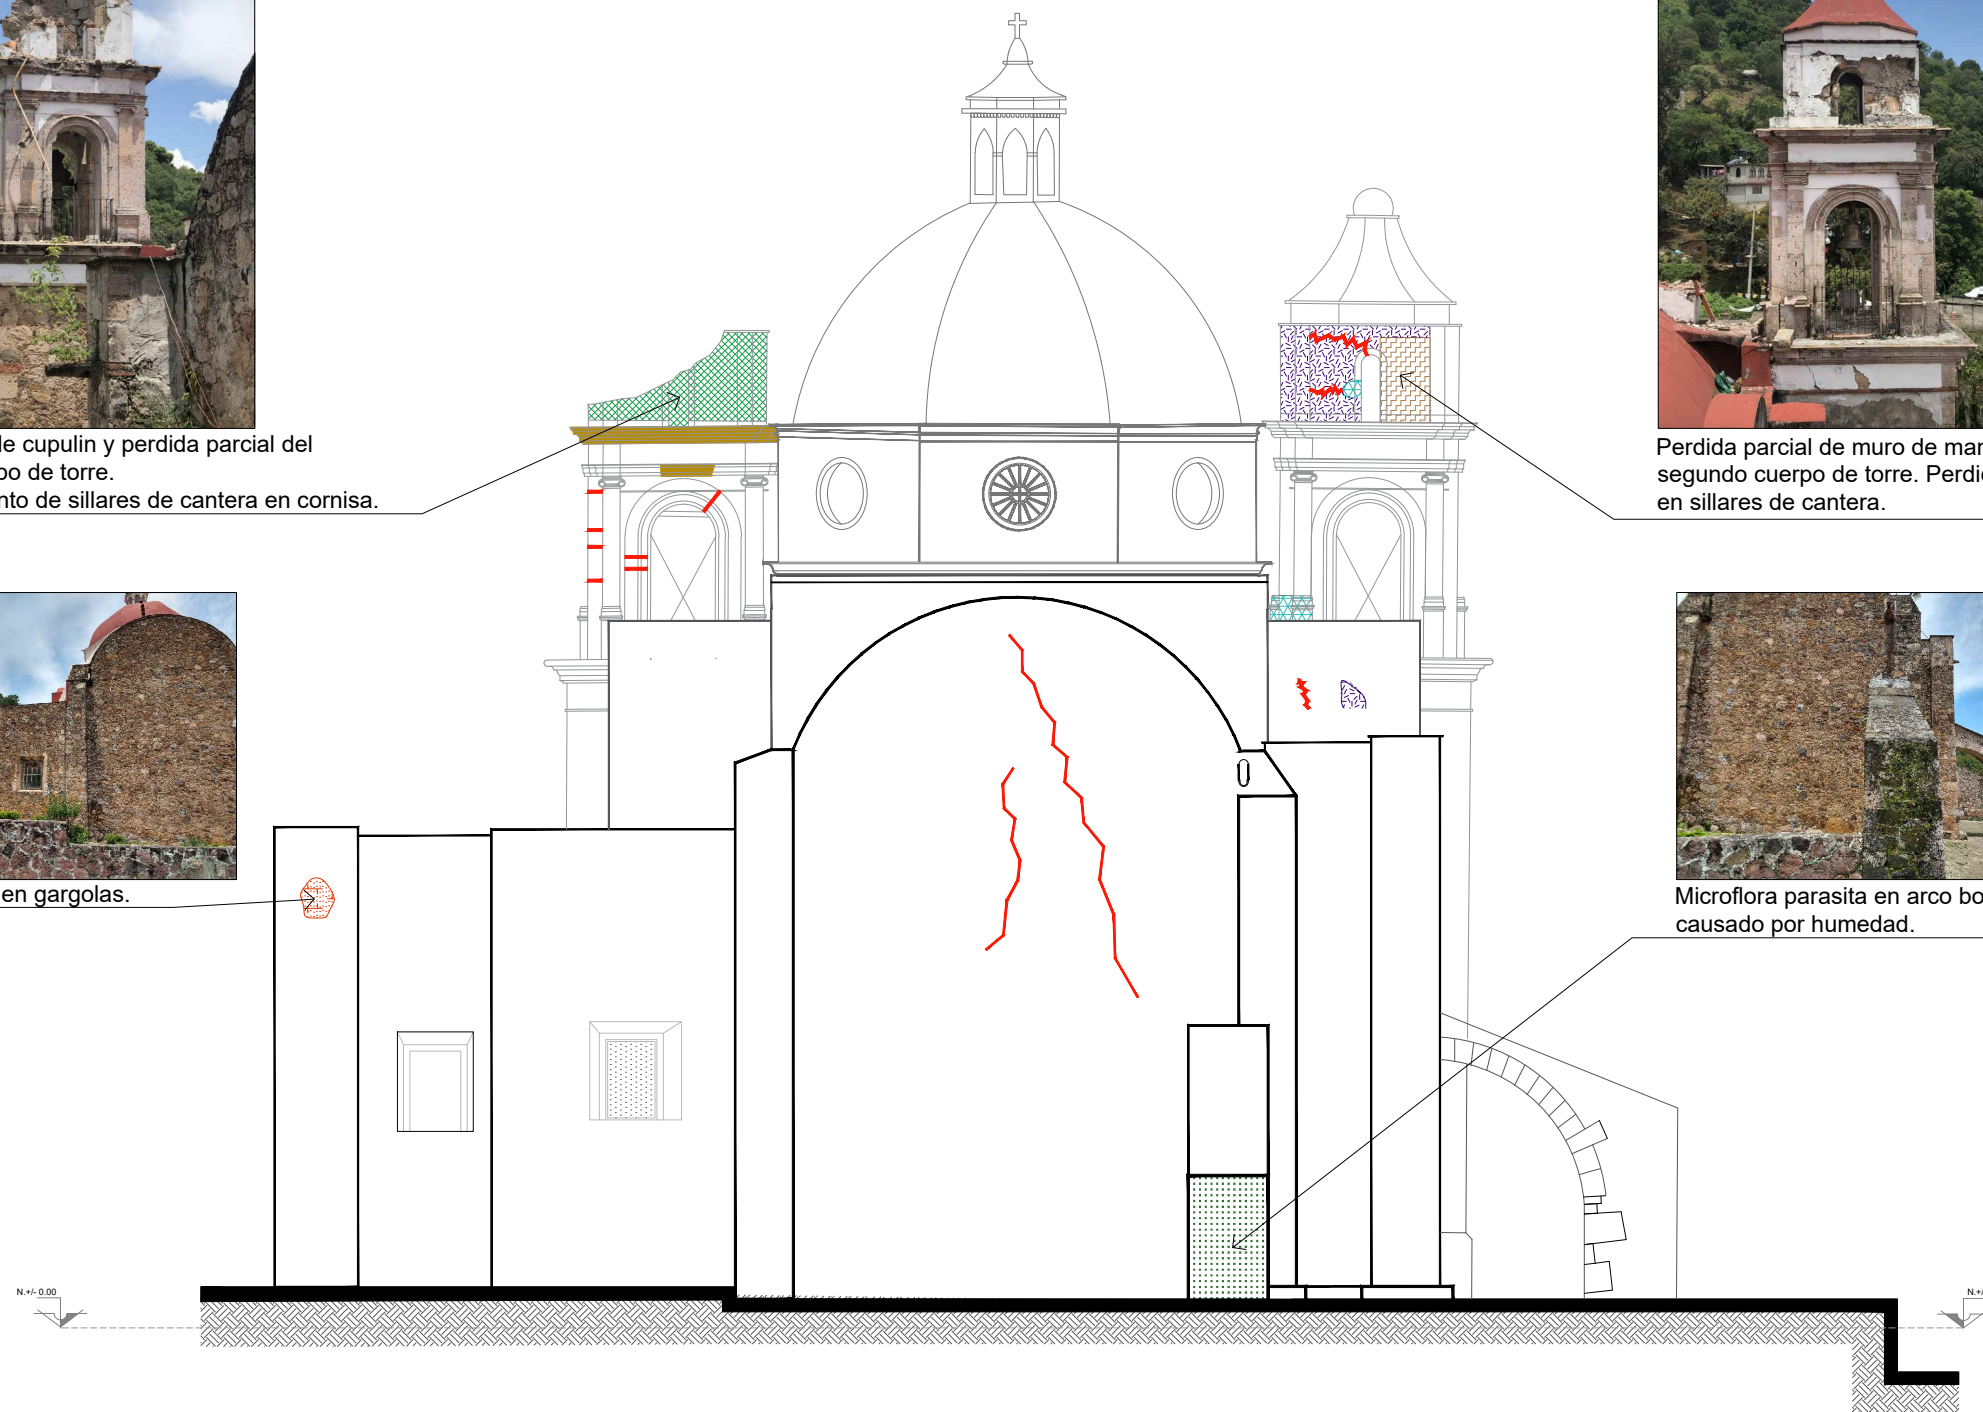 de cupulin y perdida parcial del
po de torre.
nto de sillares de cantera en cornisa.
Perdida parcial de muro de mar
segundo cuerpo de torre. Perdi
en sillares de cantera.
en gargolas.
Microflora parasita en arco bo
causado por humedad.
N.+/- 0.00
N.+/